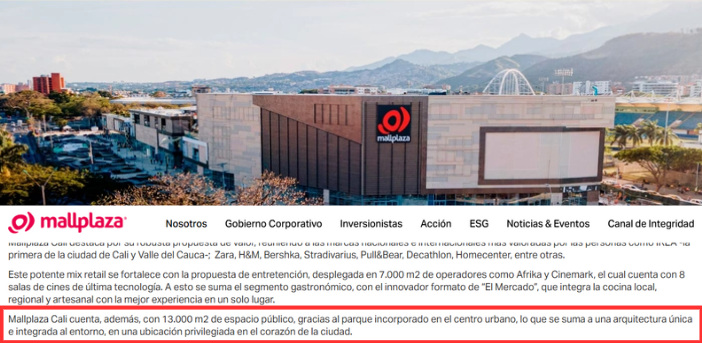 mallplaza
mallplaza
Nosotros
Gobierno Corporativo
Inversionistas
Acción
ESG
Noticias & Eventos
Canal de Integridad
Mallplaza Cali destaca por su robusta propuesta de valor, reuniendo a las marcas nacionales e internacionales más valoradas por las personas como IKEA -la
primera de la ciudad de Cali y Valle del Cauca-; Zara, H&M, Bershka, Stradivarius, Pull&Bear, Decathlon, Homecenter, entre otras.
Este potente mix retail se fortalece con la propuesta de entretención, desplegada en 7.000 m2 de operadores como Afrika y Cinemark, el cual cuenta con 8
salas de cines de última tecnología. A esto se suma el segmento gastronómico, con el innovador formato de "El Mercado", que integra la cocina local,
regional y artesanal con la mejor experiencia en un solo lugar.
Mallplaza Cali cuenta, además, con 13.000 m2 de espacio público, gracias al parque incorporado en el centro urbano, lo que se suma a una arquitectura única
e integrada al entorno, en una ubicación privilegiada en el corazón de la ciudad.